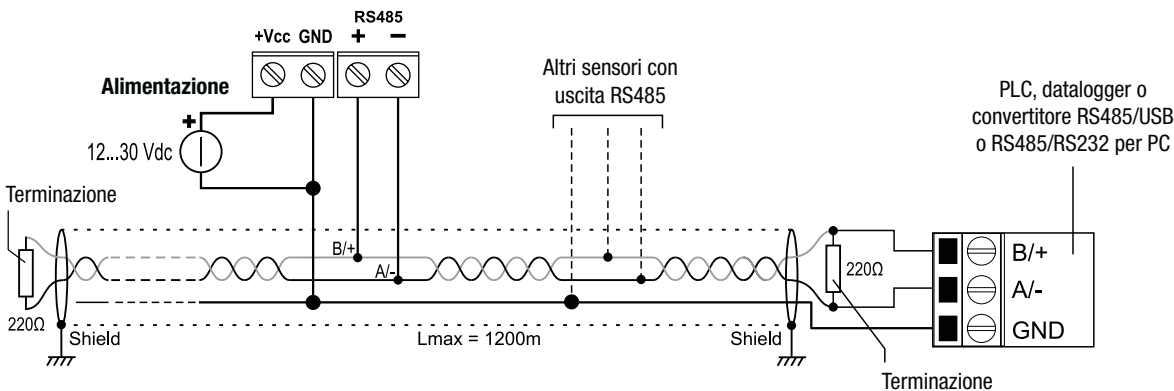 RS485
+Vcc GND + −
Alimentazione
+
12...30 Vdc
Altri sensori con
uscita RS485
PLC, datalogger o
convertitore RS485/USB
o RS485/RS232 per PC
Terminazione
B/+
A/-
220Ω
Shield
Lmax = 1200m
Shield
220Ω
B/+
A/-
GND
Terminazione